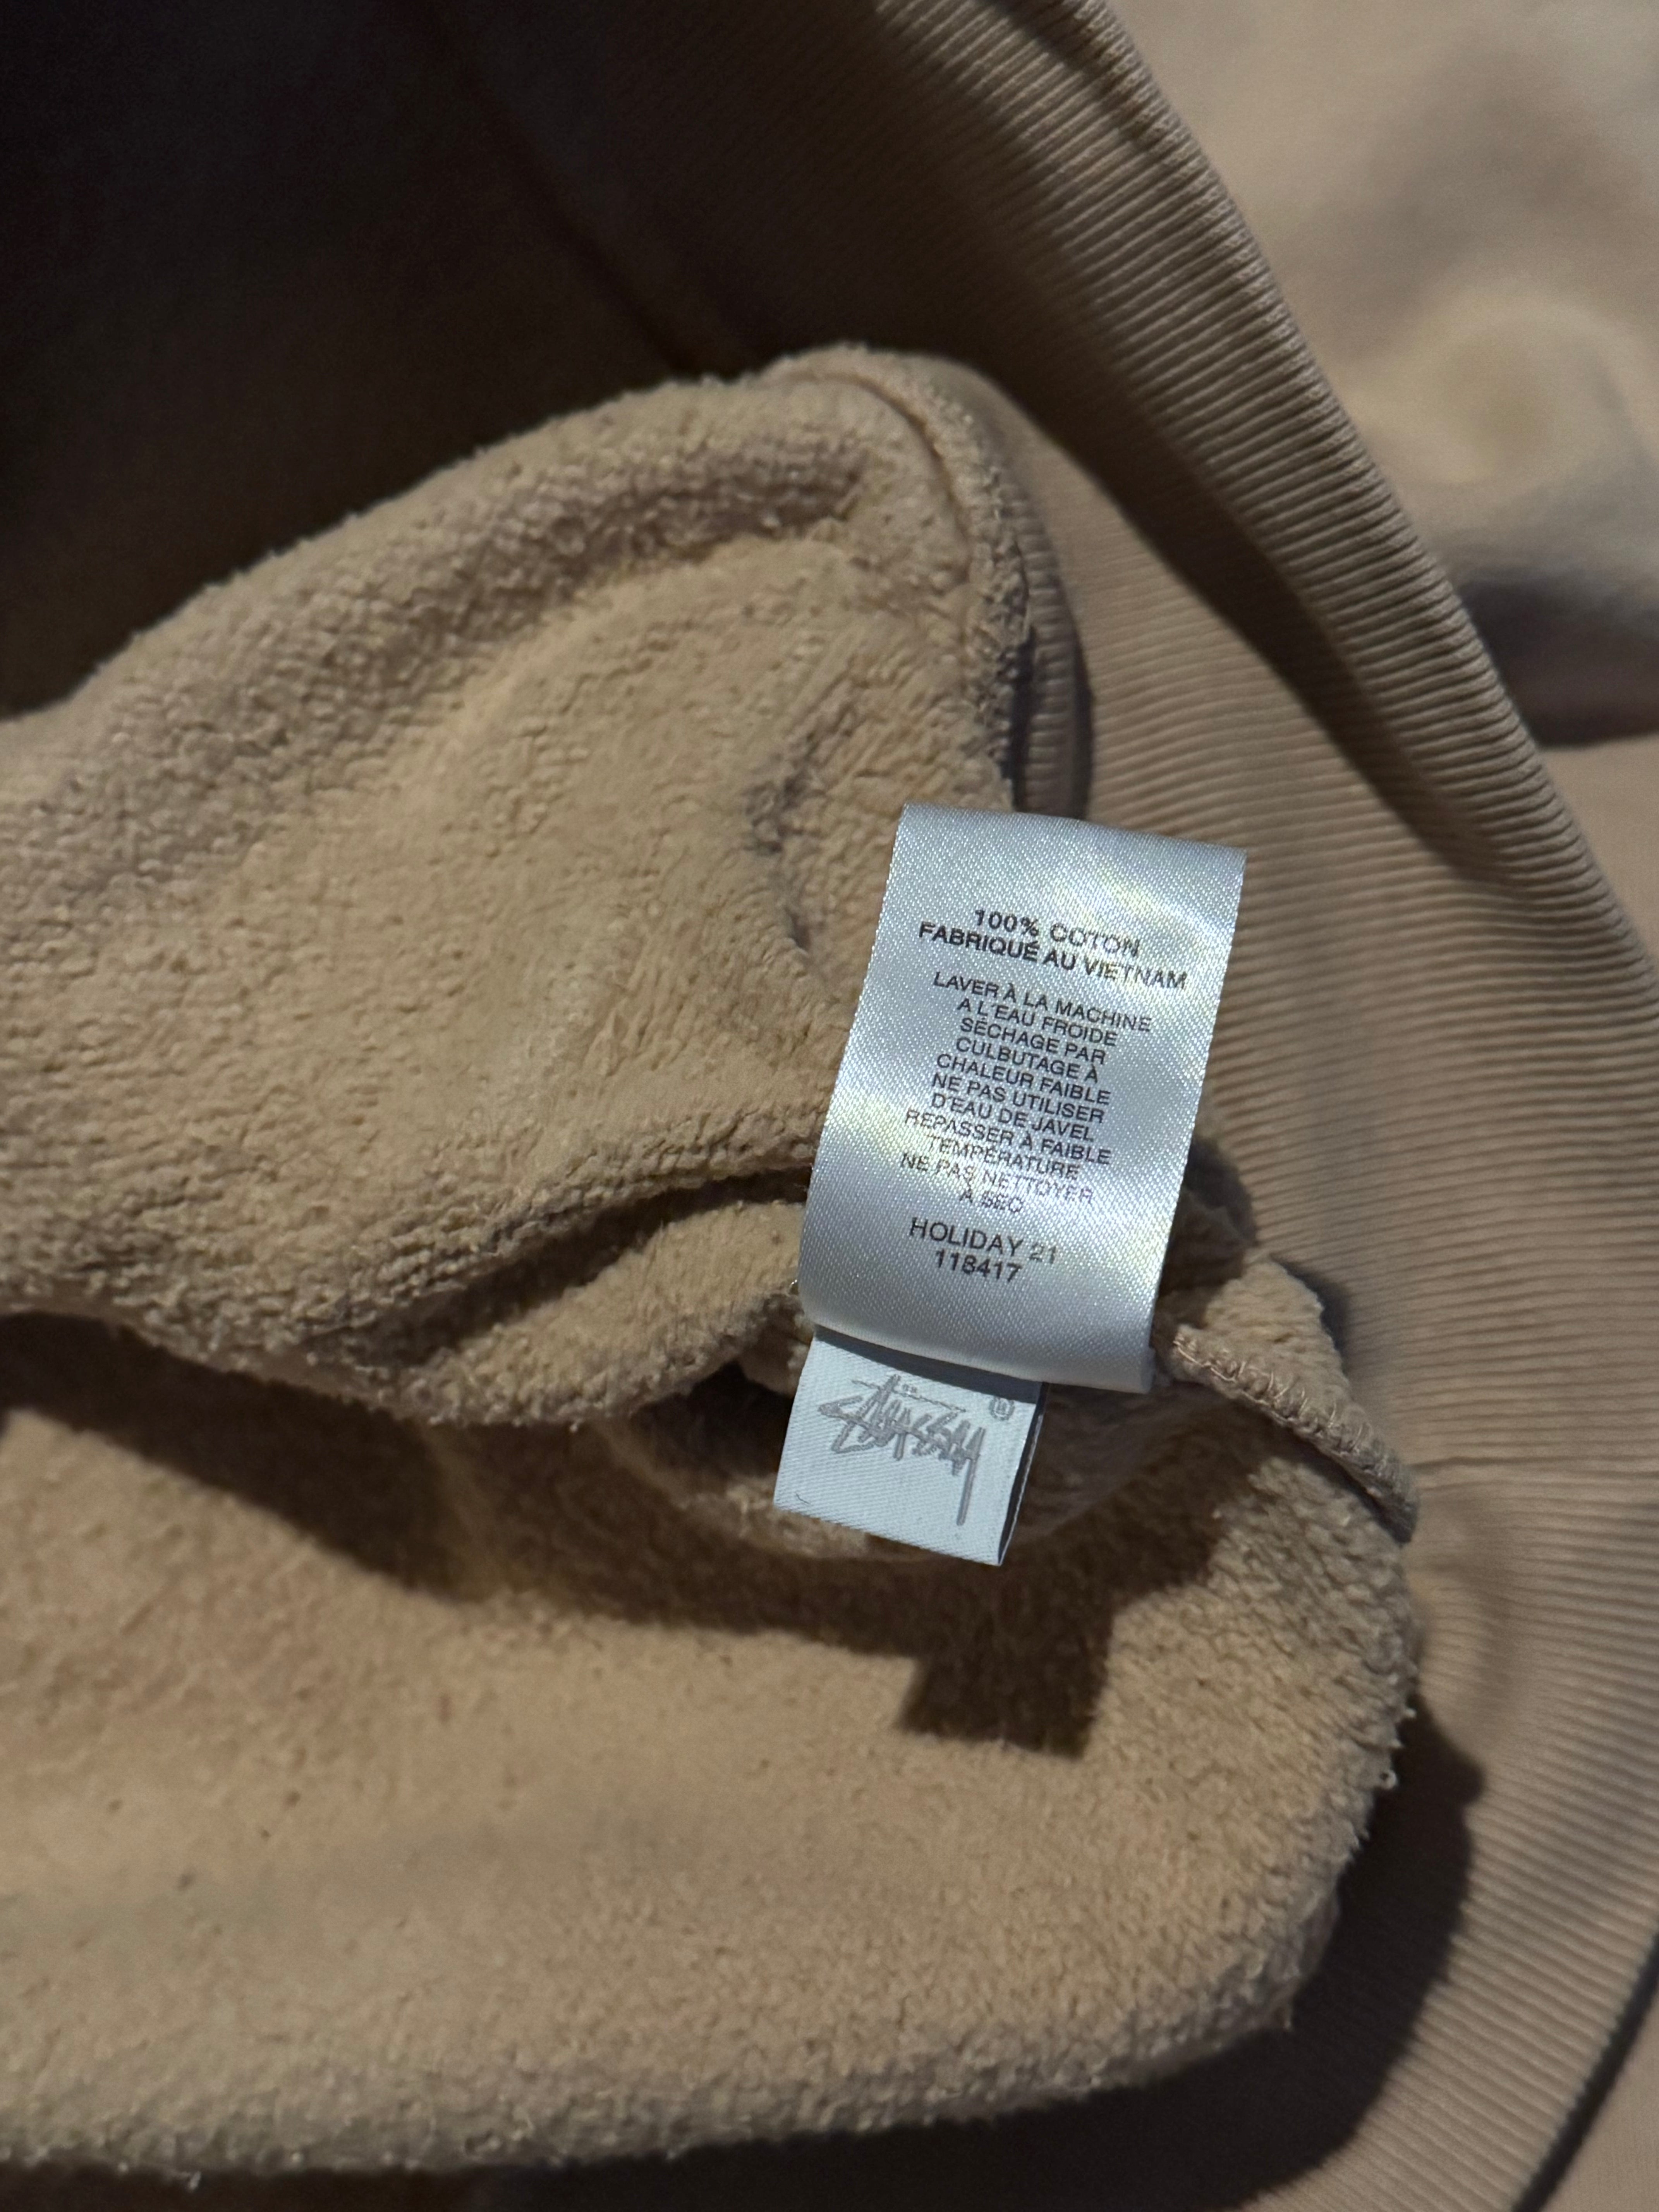 100% COTON
FABRIQUÉ AU VIETNAM
LAVER À LA MACHINE
A L'EAU FROIDE
SÉCHAGE PAR
CULBUTAGE À
CHALEUR FAIBLE
NE PAS UTILISER
D'EAU DE JAVEL
REPASSER À FAIBLE
TEMPÉRATURE
NE PAS NETTOYER
À SEC
HOLIDAY 21
118417
Stüssy ®